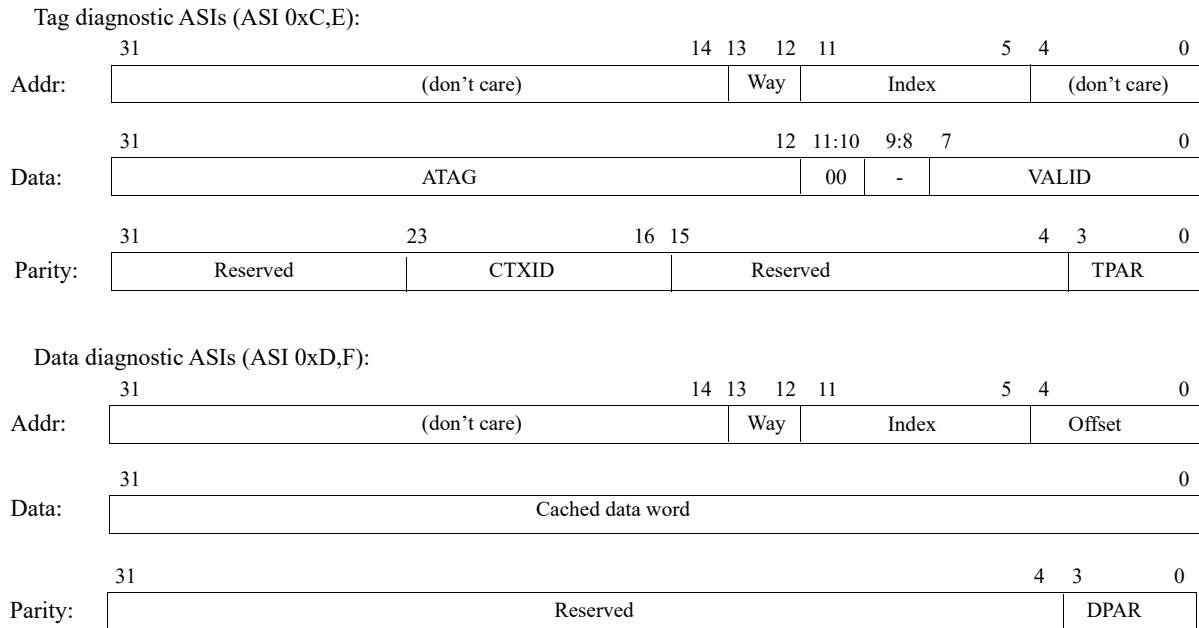 Tag diagnostic ASIs (ASI 0xC,E):
31 14 13 12 11 5 4 0
Addr: (don’t care) Way Index (don’t care)
31 12 11:10 9:8 7 0
Data: ATAG 00 - VALID
31 23 16 15 4 3 0
Parity: Reserved CTXID Reserved TPAR
Data diagnostic ASIs (ASI 0xD,F):
31 14 13 12 11 5 4 0
Addr: (don’t care) Way Index Offset
31 0
Data: Cached data word
31 4 3 0
Parity: Reserved DPAR